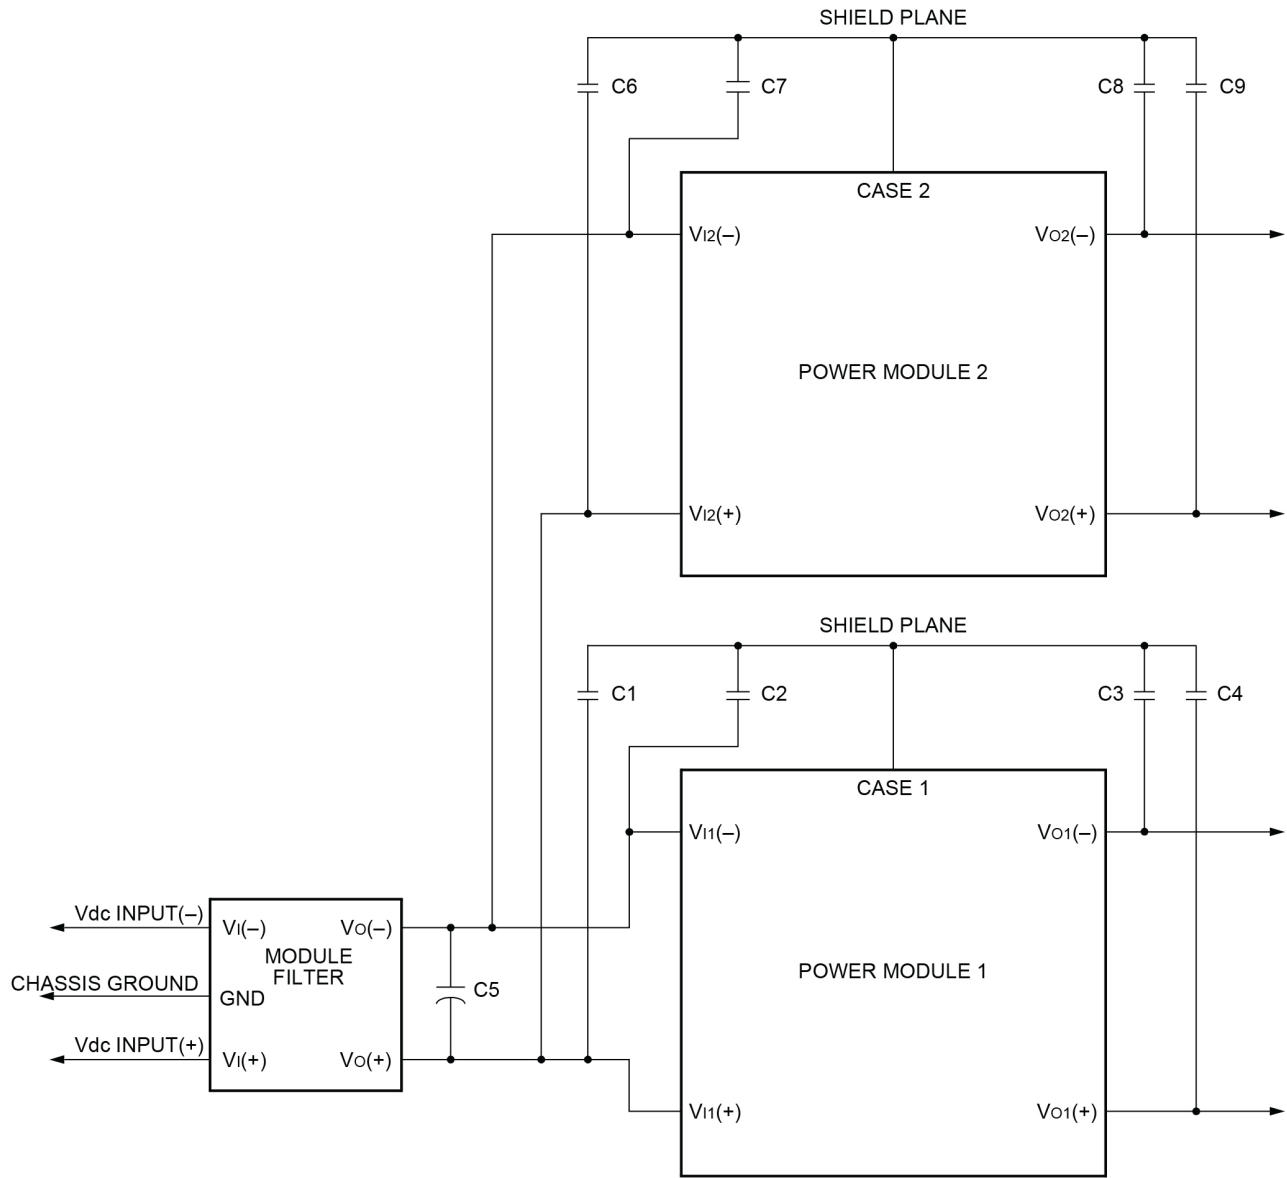 SHIELD PLANE
C6
C7
C8
C9
CASE 2
VI2(–)
VO2(–)
POWER MODULE 2
VI2(+)
VO2(+)
SHIELD PLANE
C1
C2
C3
C4
CASE 1
VI1(–)
VO1(–)
POWER MODULE 1
VI1(+)
VO1(+)
Vdc INPUT(–)
CHASSIS GROUND
Vdc INPUT(+)
VI(–)
VO(–)
MODULE
FILTER
GND
VI(+)
VO(+)
C5